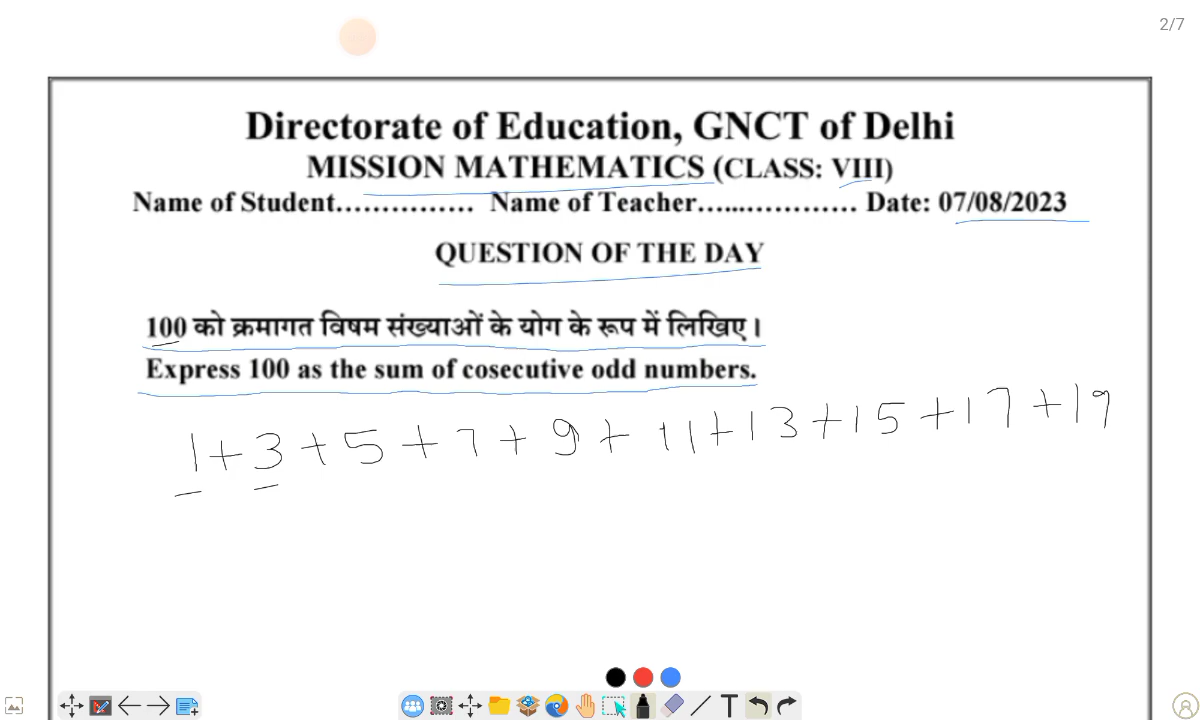 2/7
Directorate of Education, GNCT of Delhi
MISSION MATHEMATICS (CLASS: VIII)
Name of Student............... Name of Teacher.................. Date: 07/08/2023
QUESTION OF THE DAY
100 को क्रमागत विषम संख्याओं के योग के रूप में लिखिए।
Express 100 as the sum of cosecutive odd numbers.
1+3+5+7+9+11+13+15+17+19
T